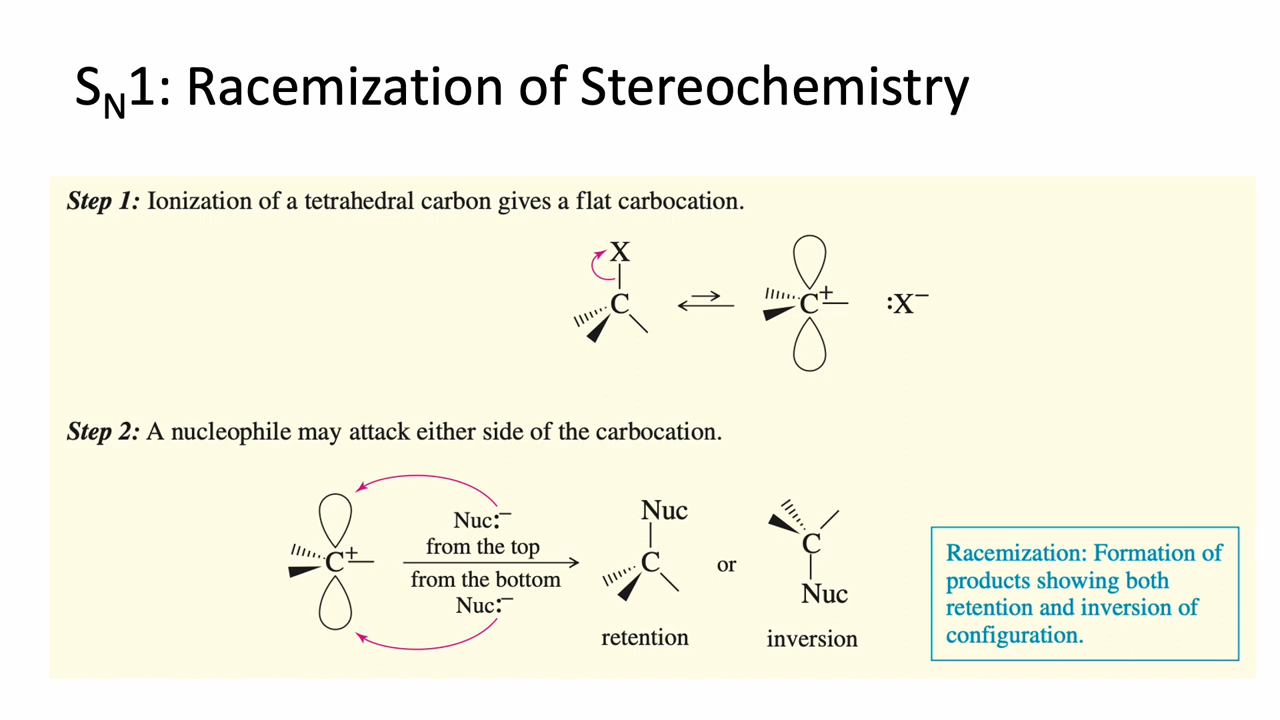 S_N1: Racemization of Stereochemistry
Step 1: Ionization of a tetrahedral carbon gives a flat carbocation.
X
C
C+
:X−
Step 2: A nucleophile may attack either side of the carbocation.
C+
Nuc:−
from the top
from the bottom
Nuc:−
Nuc
C
retention
or
C
Nuc
inversion
Racemization: Formation of
products showing both
retention and inversion of
configuration.